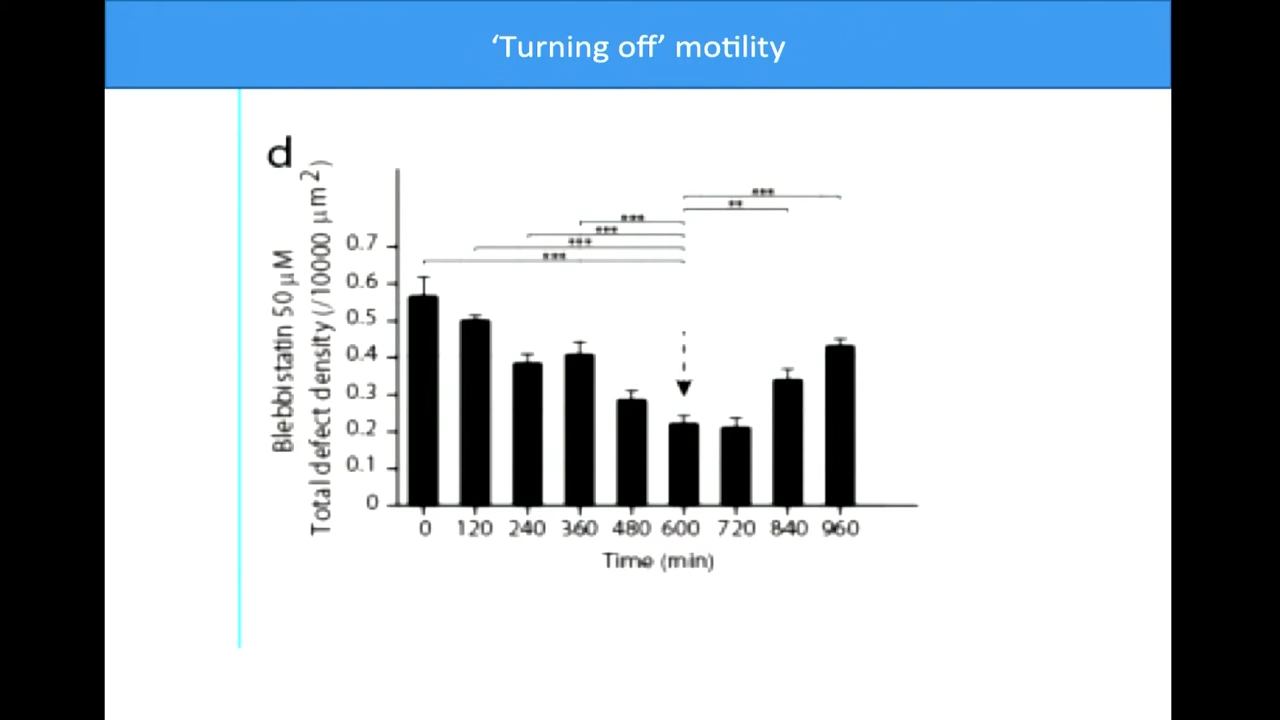 ‘Turning off’ motility
d
Blebbistatin 50 μM
Total defect density (/10000 μm²)
*** 
**
***
***
***
***
0.7
0.6
0.5
0.4
0.3
0.2
0.1
0
0 120 240 360 480 600 720 840 960
Time (min)